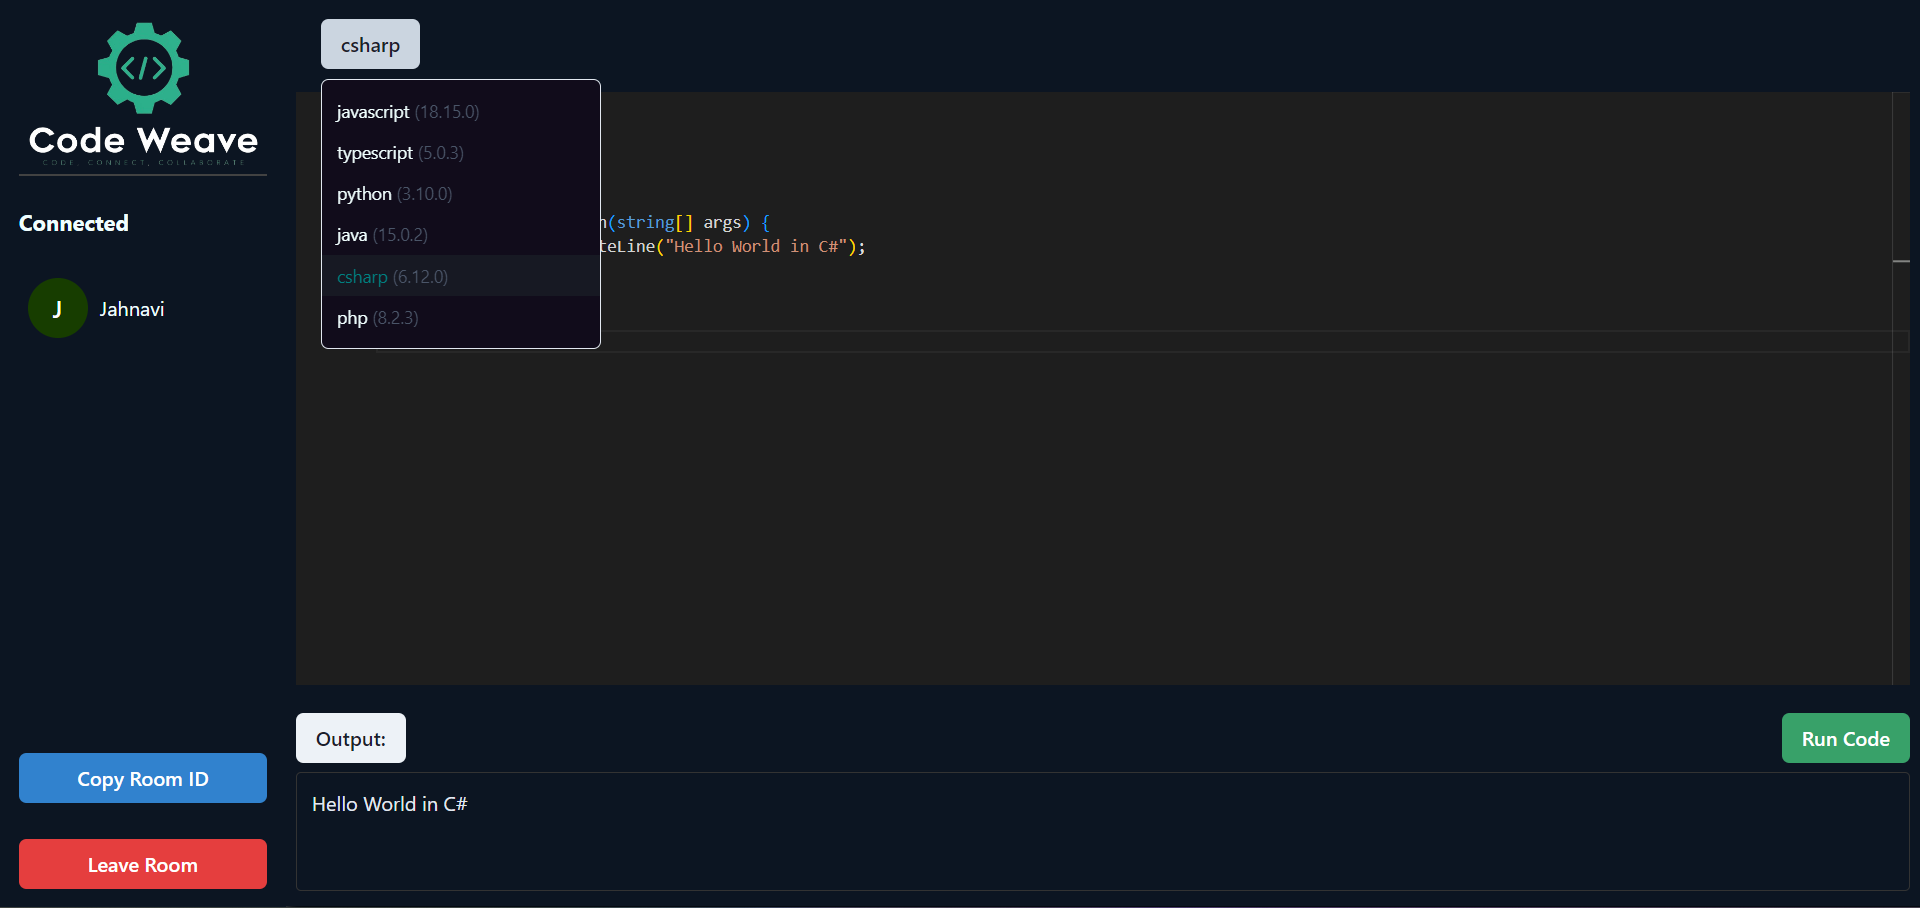 </>
Code Weave
CODE, CONNECT, COLLABORATE
Connected
J
Jahnavi
Copy Room ID
Leave Room
csharp
javascript (18.15.0)
typescript (5.0.3)
python (3.10.0)
java (15.0.2)
csharp (6.12.0)
php (8.2.3)
(string[] args) {
teLine("Hello World in C#");
Output:
Run Code
Hello World in C#